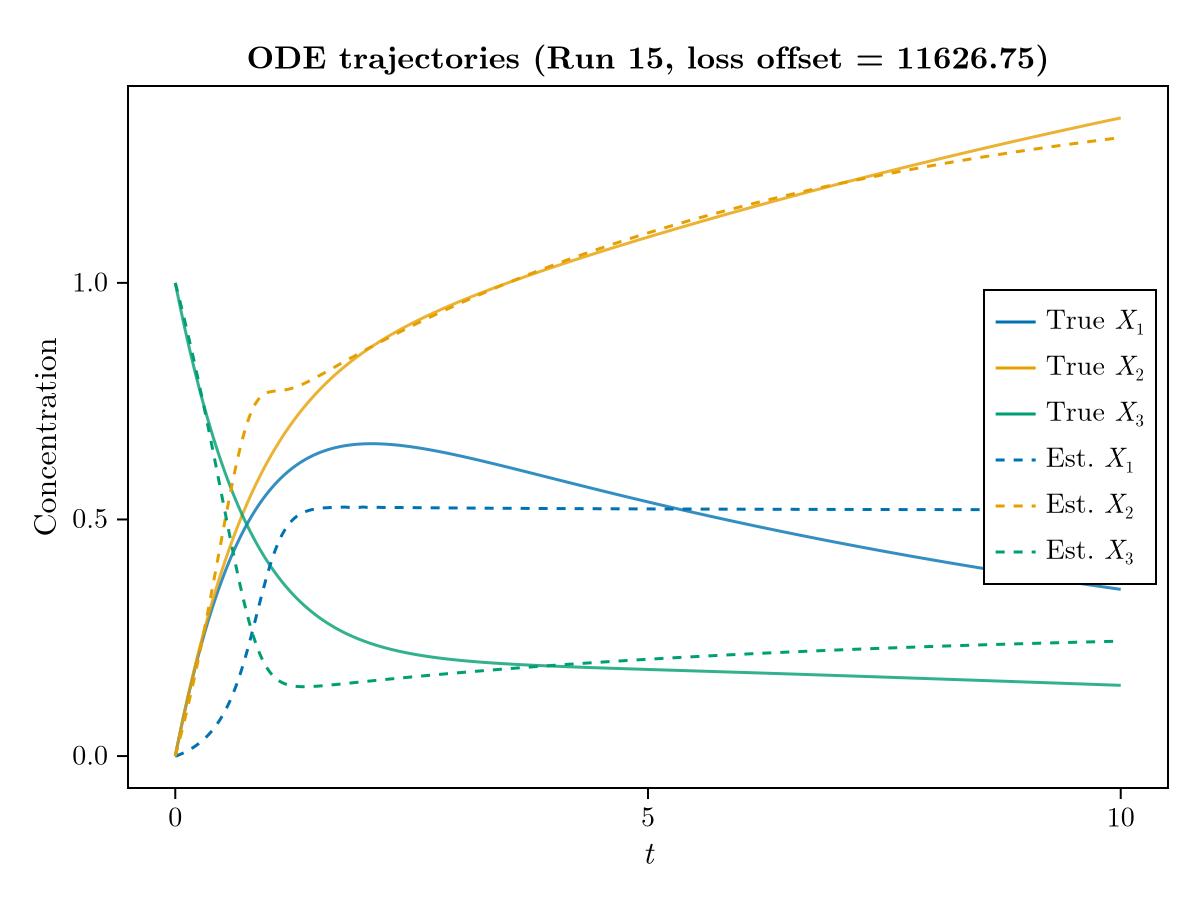 ODE trajectories (Run 15, loss offset = 11626.75)
Concentration
1.0
0.5
0.0
0
5
10
t
True X₁
True X₂
True X₃
Est. X₁
Est. X₂
Est. X₃